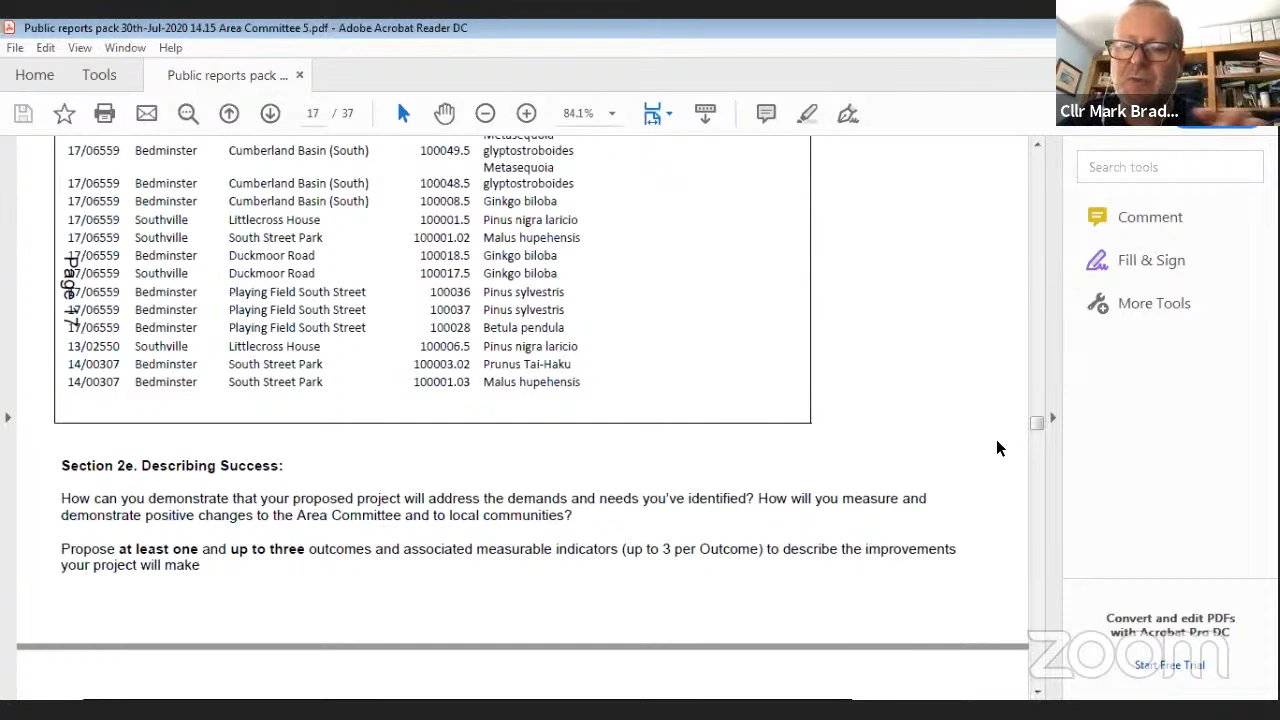 Public reports pack 30th-Jul-2020 14.15 Area Committee 5.pdf - Adobe Acrobat Reader DC
File Edit View Window Help
Home Tools Public reports pack ... ×
17 / 37 84.1%
Cllr Mark Brad...
Metasequoia
17/06559 Bedminster Cumberland Basin (South) 100049.5 glyptostroboides
Metasequoia
17/06559 Bedminster Cumberland Basin (South) 100048.5 glyptostroboides
17/06559 Bedminster Cumberland Basin (South) 100008.5 Ginkgo biloba
17/06559 Southville Littlecross House 100001.5 Pinus nigra laricio
17/06559 Southville South Street Park 100001.02 Malus hupehensis
17/06559 Bedminster Duckmoor Road 100018.5 Ginkgo biloba
17/06559 Southville Duckmoor Road 100017.5 Ginkgo biloba
17/06559 Bedminster Playing Field South Street 100036 Pinus sylvestris
17/06559 Bedminster Playing Field South Street 100037 Pinus sylvestris
17/06559 Bedminster Playing Field South Street 100028 Betula pendula
13/02550 Southville Littlecross House 100006.5 Pinus nigra laricio
14/00307 Bedminster South Street Park 100003.02 Prunus Tai-Haku
14/00307 Bedminster South Street Park 100001.03 Malus hupehensis
Page 17
Section 2e. Describing Success:
How can you demonstrate that your proposed project will address the demands and needs you've identified? How will you measure and
demonstrate positive changes to the Area Committee and to local communities?
Propose at least one and up to three outcomes and associated measurable indicators (up to 3 per Outcome) to describe the improvements
your project will make
Search tools
Comment
Fill & Sign
More Tools
Convert and edit PDFs
with Acrobat Pro DC
Start Free Trial
zoom